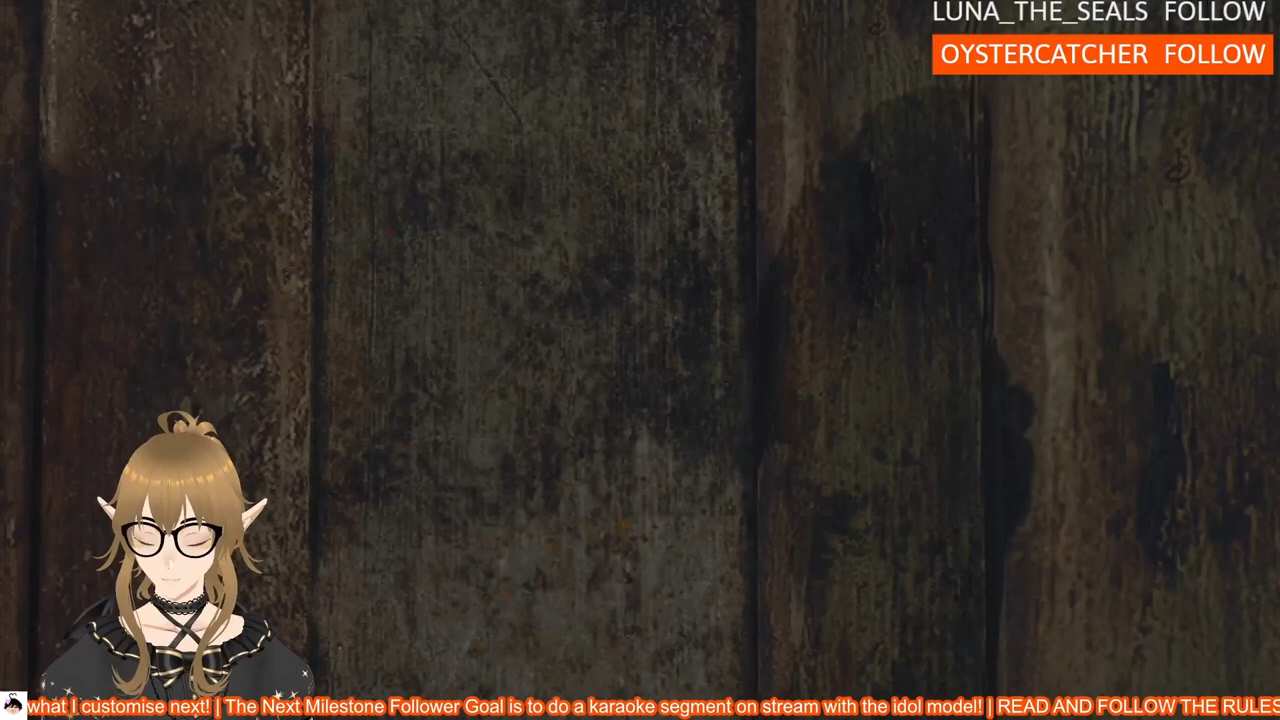 LUNA_THE_SEALS FOLLOW
OYSTERCATCHER FOLLOW
what I customise next! | The Next Milestone Follower Goal is to do a karaoke segment on stream with the idol model! | READ AND FOLLOW THE RULES